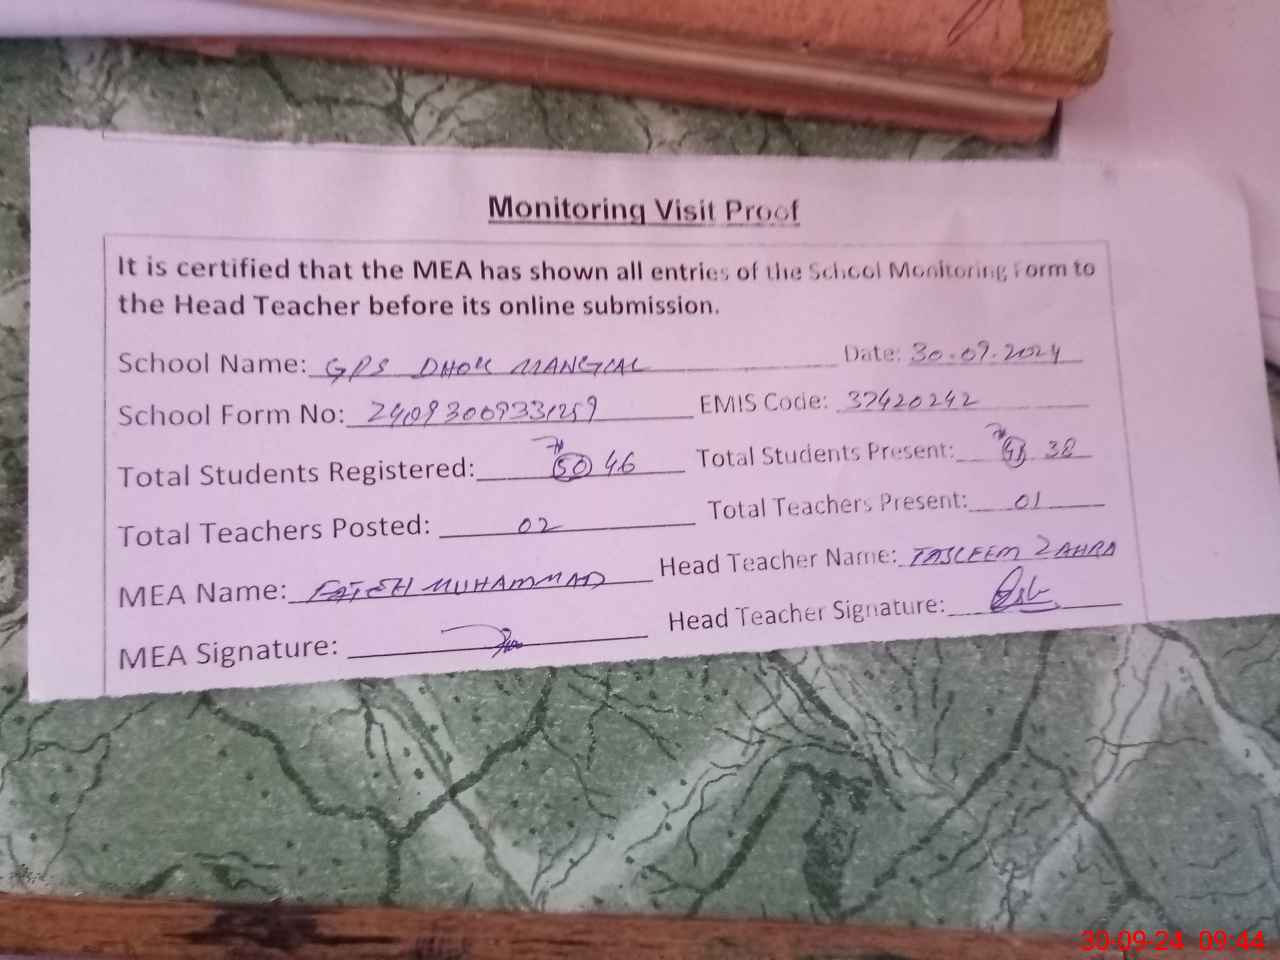 Monitoring Visit Proof
It is certified that the MEA has shown all entries of the School Monitoring Form to
the Head Teacher before its online submission.
School Name: GPS DHOK MANGIAL Date: 30-09-2024
School Form No: 24093009331259 EMIS Code: 37420242
Total Students Registered: 50 46 Total Students Present: 38
Total Teachers Posted: 02 Total Teachers Present: 01
MEA Name: FATEH MUHAMMAD Head Teacher Name: TASLEEM ZAHRA
MEA Signature: Head Teacher Signature:
30-09-24 09:44